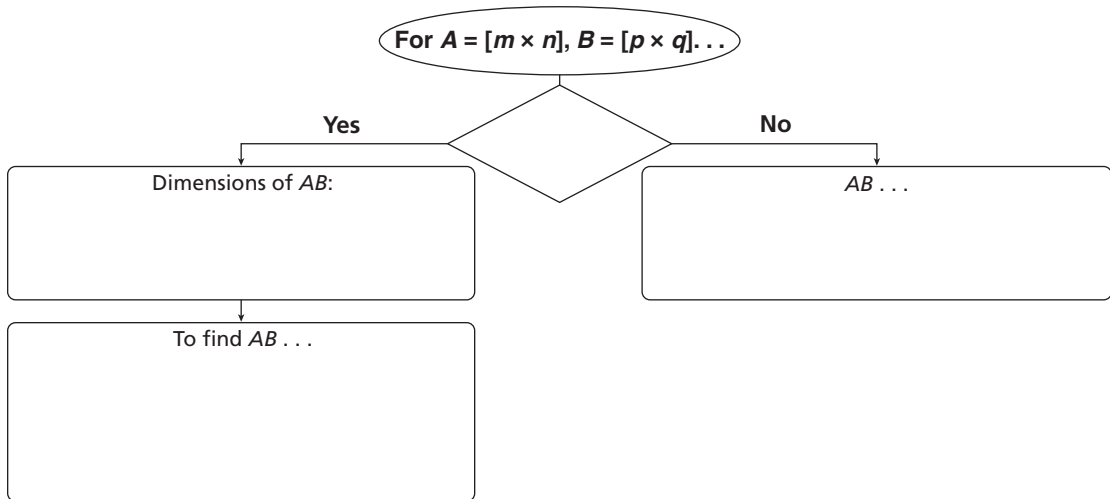 For A = [m × n], B = [p × q]. . .
Yes
No
Dimensions of AB:
AB . . .
To find AB . . .